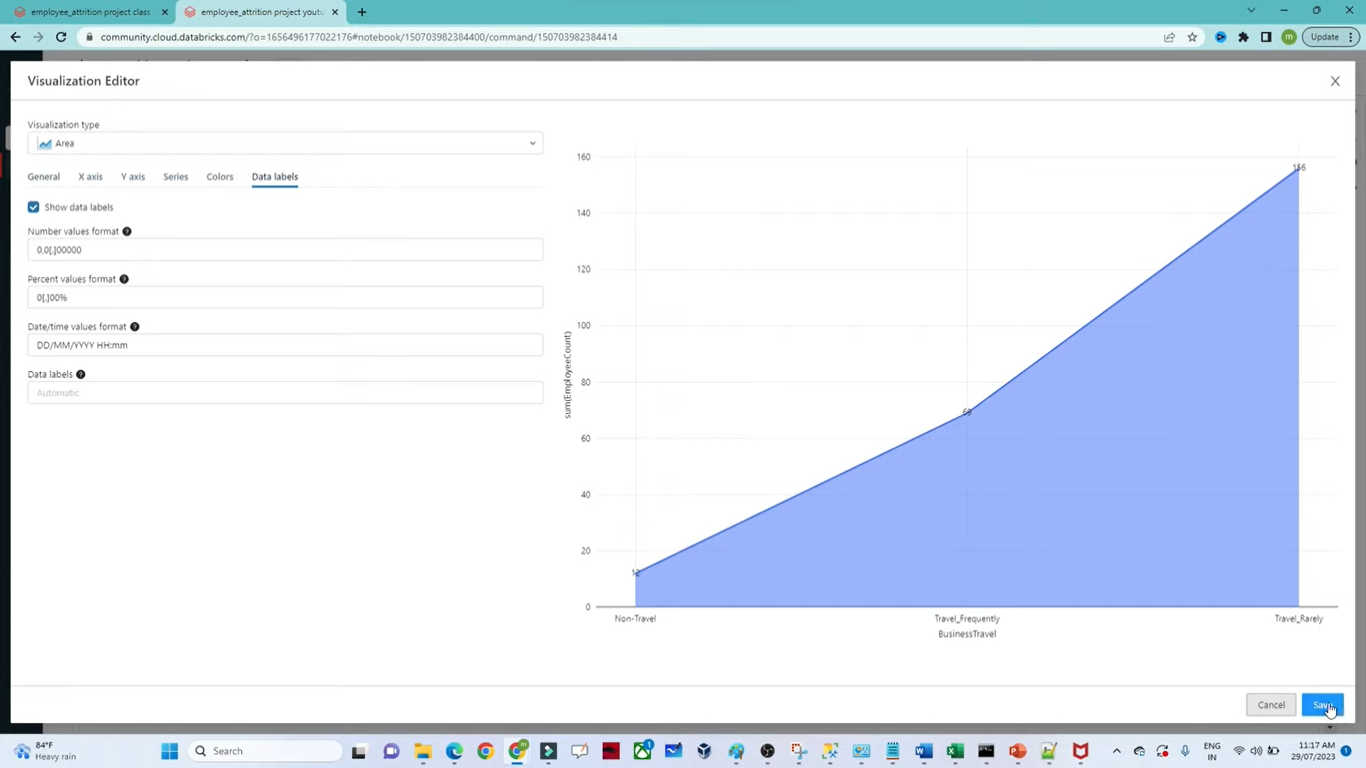 employee_attrition project class
employee_attrition project youtu
community.cloud.databricks.com/?o=1656496177022176#notebook/150703982384400/command/150703982384414
m
Update
Visualization Editor
Visualization type
Area
General
X axis
Y axis
Series
Colors
Data labels
Show data labels
Number values format
0,0[.]00000
Percent values format
0[.]00%
Date/time values format
DD/MM/YYYY HH:mm
Data labels
Automatic
160
140
120
100
80
60
40
20
0
sum(EmployeeCount)
12
69
156
Non-Travel
Travel_Frequently
Travel_Rarely
BusinessTravel
Cancel
Save
84°F
Heavy rain
Search
ENG
IN
11:17 AM
29/07/2023